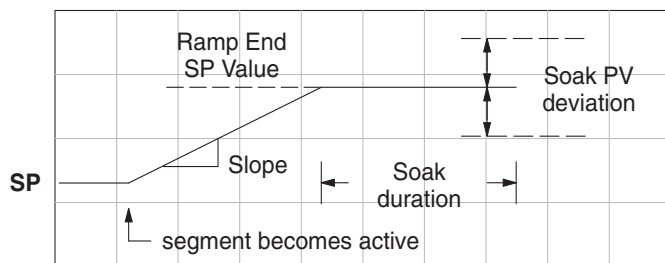 Ramp End
SP Value
Soak PV
deviation
Slope
Soak
duration
SP
segment becomes active